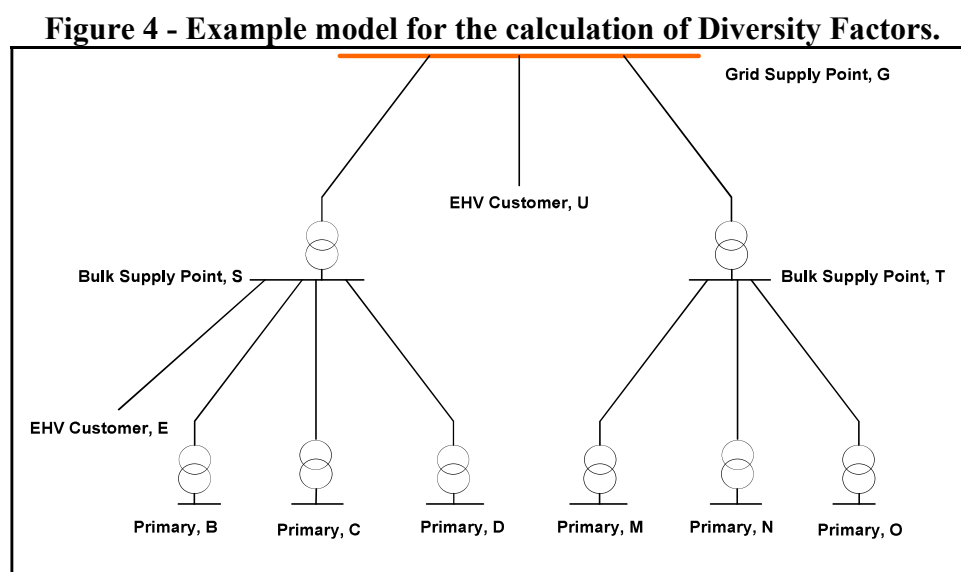 Figure 4 - Example model for the calculation of Diversity Factors.
Grid Supply Point, G
EHV Customer, U
Bulk Supply Point, S
Bulk Supply Point, T
EHV Customer, E
Primary, B
Primary, C
Primary, D
Primary, M
Primary, N
Primary, O